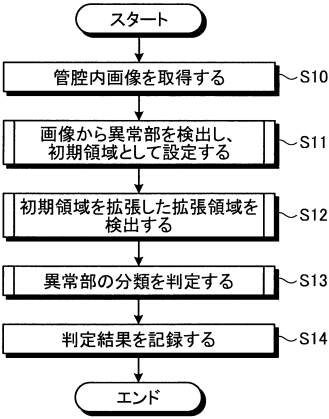 スタート
管腔内画像を取得する
S10
画像から異常部を検出し、
初期領域として設定する
S11
初期領域を拡張した拡張領域を
検出する
S12
異常部の分類を判定する
S13
判定結果を記録する
S14
エンド